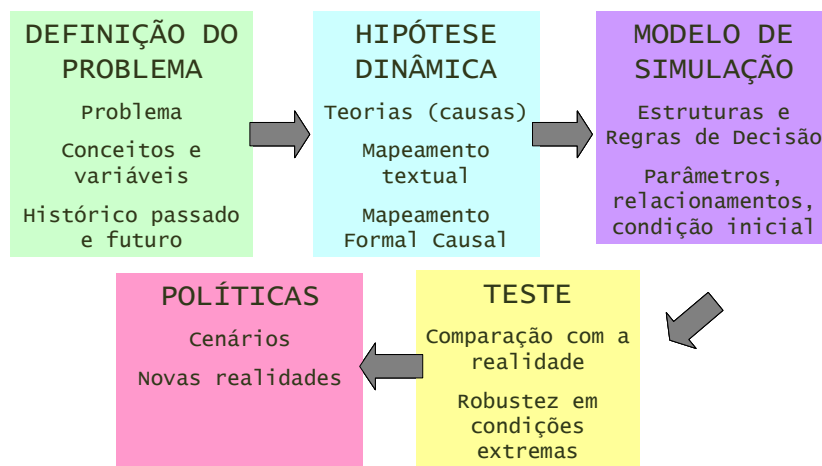 DEFINIÇÃO DO
PROBLEMA
Problema
Conceitos e
variáveis
Histórico passado
e futuro
HIPÓTESE
DINÂMICA
Teorias (causas)
Mapeamento
textual
Mapeamento
Formal Causal
MODELO DE
SIMULAÇÃO
Estruturas e
Regras de Decisão
Parâmetros,
relacionamentos,
condição inicial
POLÍTICAS
Cenários
Novas realidades
TESTE
Comparação com a
realidade
Robustez em
condições
extremas